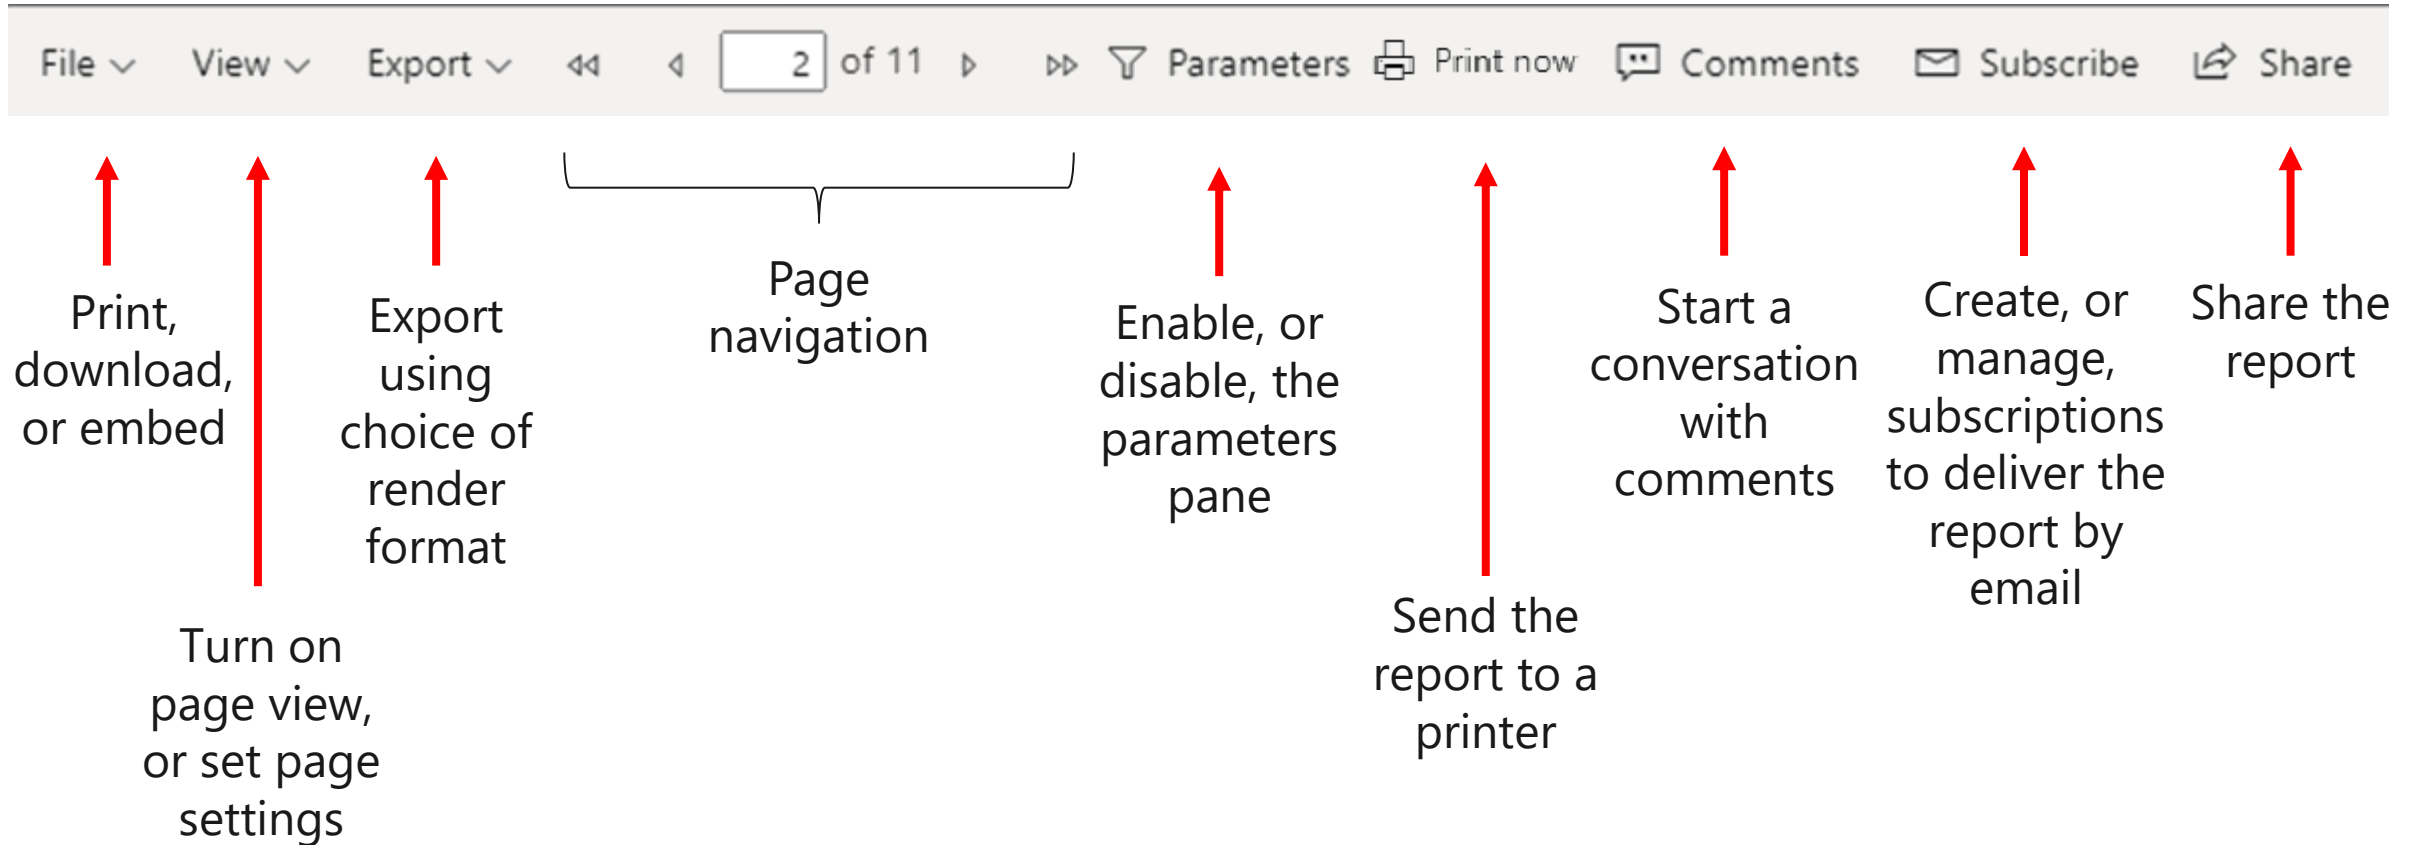 File View Export 2 of 11 Parameters Print now Comments Subscribe Share
Print,
download,
or embed
Turn on
page view,
or set page
settings
Export
using
choice of
render
format
Page
navigation
Enable, or
disable, the
parameters
pane
Send the
report to a
printer
Start a
conversation
with
comments
Create, or
manage,
subscriptions
to deliver the
report by
email
Share the
report